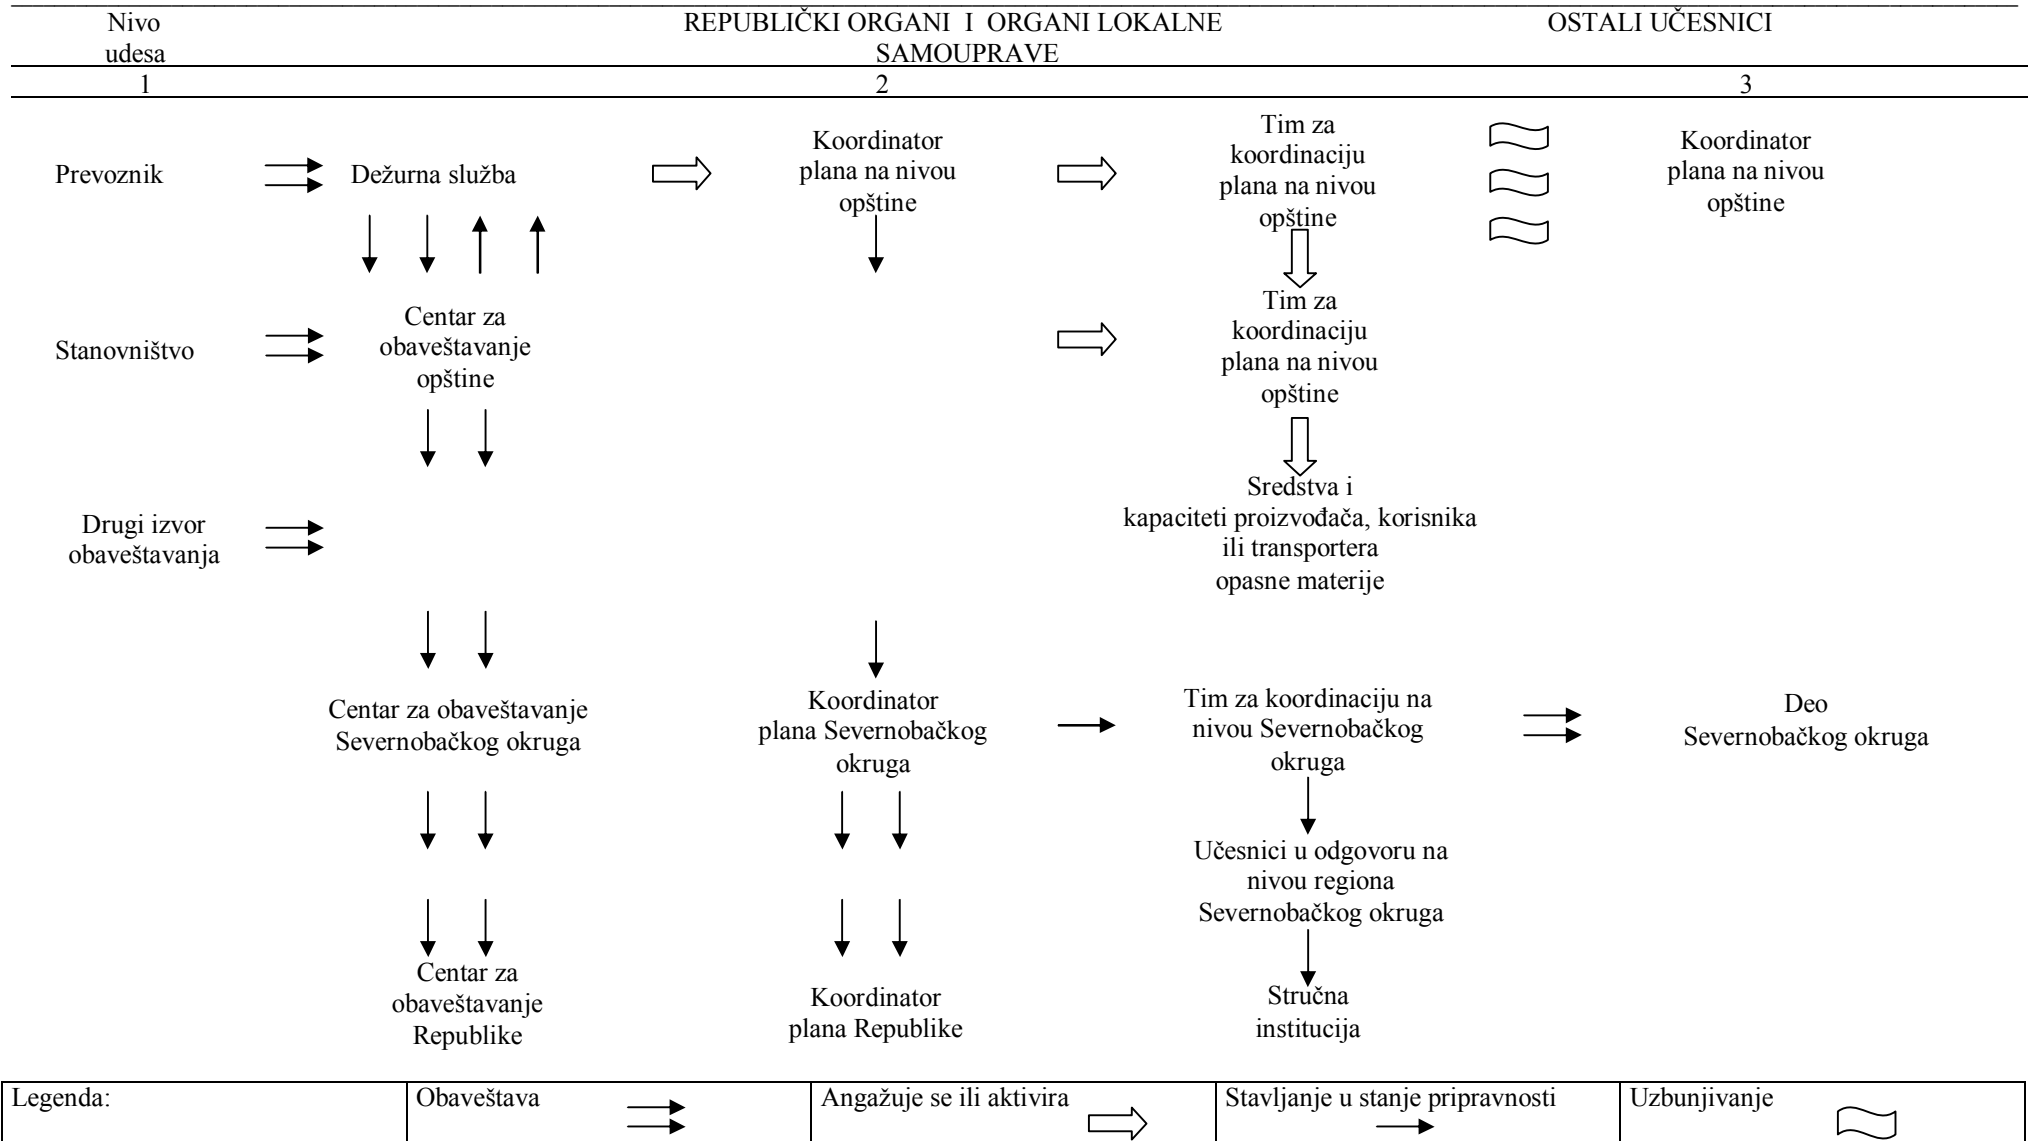 Nivo
udesa
REPUBLIČKI ORGANI I ORGANI LOKALNE
SAMOUPRAVE
OSTALI UČESNICI
1
2
3
Prevoznik
Dežurna služba
Koordinator
plana na nivou
opštine
Tim za
koordinaciju
plana na nivou
opštine
Koordinator
plana na nivou
opštine
Stanovništvo
Centar za
obaveštavanje
opštine
Tim za
koordinaciju
plana na nivou
opštine
Drugi izvor
obaveštavanja
Sredstva i
kapaciteti proizvođača, korisnika
ili transportera
opasne materije
Centar za obaveštavanje
Severnobačkog okruga
Koordinator
plana Severnobačkog
okruga
Tim za koordinaciju na
nivou Severnobačkog
okruga
Deo
Severnobačkog okruga
Učesnici u odgovoru na
nivou regiona
Severnobačkog okruga
Centar za
obaveštavanje
Republike
Koordinator
plana Republike
Stručna
institucija
Legenda:
Obaveštava
Angažuje se ili aktivira
Stavljanje u stanje pripravnosti
Uzbunjivanje